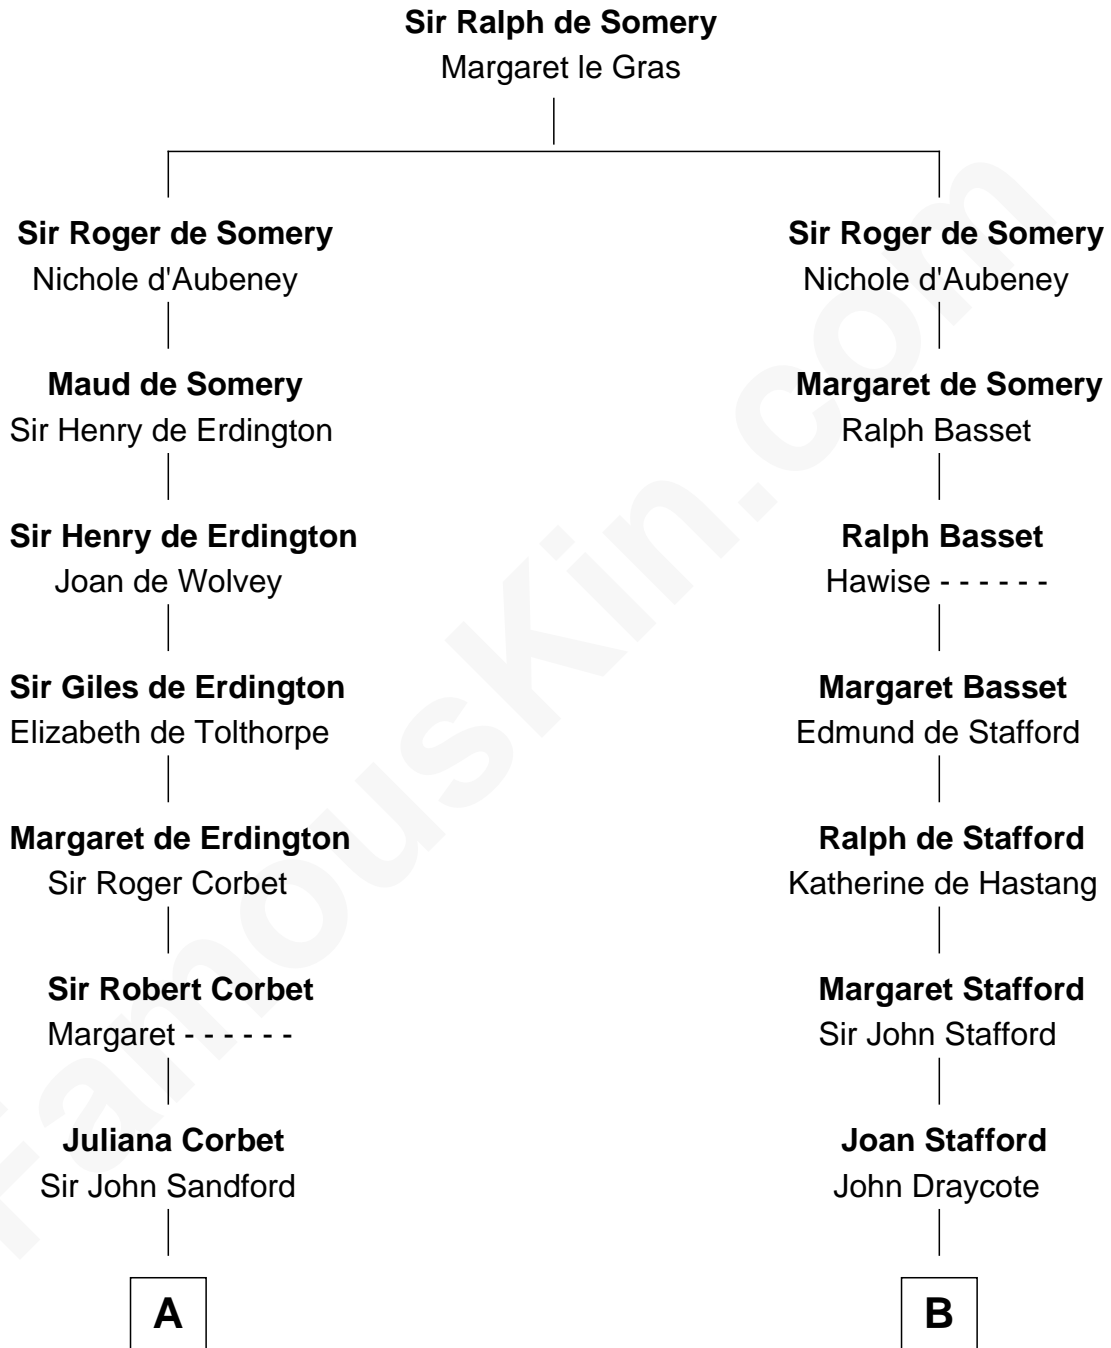 Sir Ralph de Somery
Margaret le Gras
Sir Roger de Somery
Nichole d'Aubeney
Maud de Somery
Sir Henry de Erdington
Sir Henry de Erdington
Joan de Wolvey
Sir Giles de Erdington
Elizabeth de Tolthorpe
Margaret de Erdington
Sir Roger Corbet
Sir Robert Corbet
Margaret - - - - - -
Juliana Corbet
Sir John Sandford
A
Sir Roger de Somery
Nichole d'Aubeney
Margaret de Somery
Ralph Basset
Ralph Basset
Hawise - - - - - -
Margaret Basset
Edmund de Stafford
Ralph de Stafford
Katherine de Hastang
Margaret Stafford
Sir John Stafford
Joan Stafford
John Draycote
B
FamousKin.com